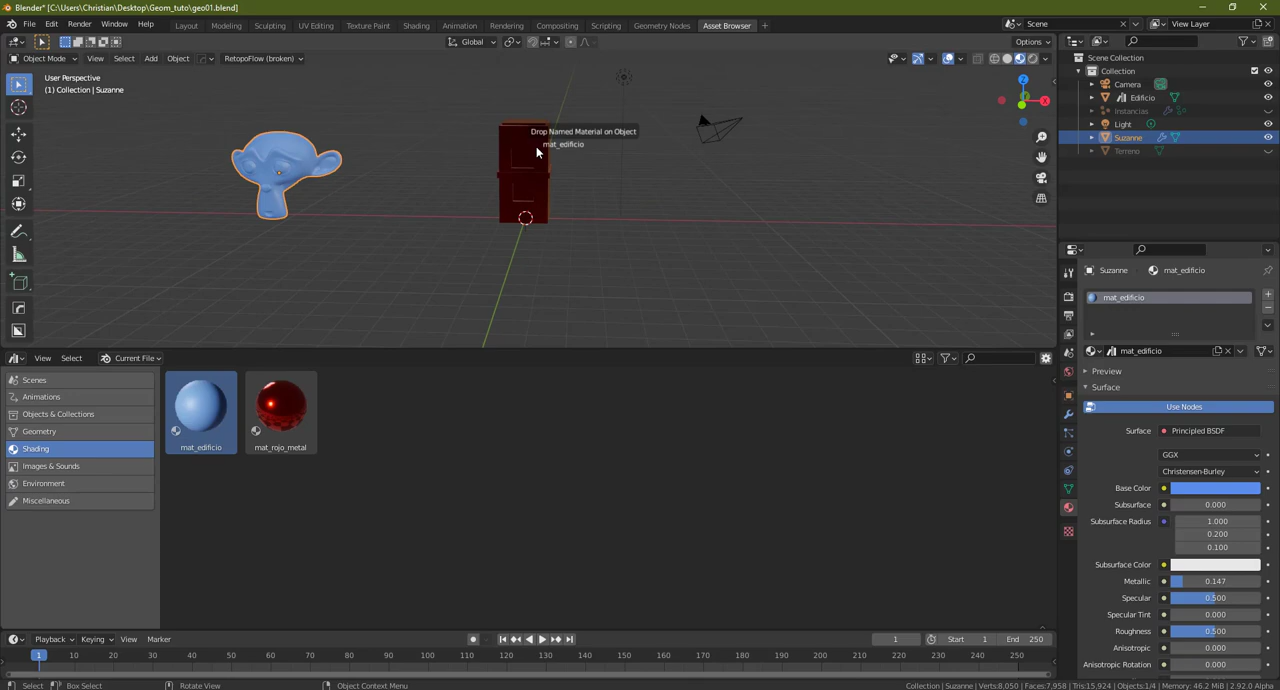 Blender* [C:\Users\Christian\Desktop\Geom_tuto\geo01.blend]
File Edit Render Window Help Layout Modeling Sculpting UV Editing Texture Paint Shading Animation Rendering Compositing Scripting Geometry Nodes Asset Browser + Scene View Layer
Global Options
Object Mode View Select Add Object RetopoFlow (broken)
User Perspective
(1) Collection | Suzanne
Z
X
Drop Named Material on Object
mat_edificio
Scene Collection
Collection
Camera
Edificio
Instancias
Light
Suzanne
Terreno
Suzanne mat_edificio
mat_edificio
mat_edificio
Preview
Surface
Use Nodes
Surface Principled BSDF
GGX
Christensen-Burley
Base Color
Subsurface 0.000
Subsurface Radius 1.000
0.200
0.100
Subsurface Color
Metallic 0.147
Specular 0.500
Specular Tint 0.000
Roughness 0.500
Anisotropic 0.000
Anisotropic Rotation 0.000
View Select Current File
Scenes
Animations
Objects & Collections
Geometry
Shading
Images & Sounds
Environment
Miscellaneous
mat_edificio mat_rojo_metal
Playback Keying View Marker 1 Start 1 End 250
1 10 20 30 40 50 60 70 80 90 100 110 120 130 140 150 160 170 180 190 200 210 220 230 240 250
Select Box Select Rotate View Object Context Menu Collection | Suzanne | Verts:8,050 | Faces:7,958 | Tris:15,924 | Objects:1/4 | Memory: 46.2 MiB | 2.92.0 Alpha